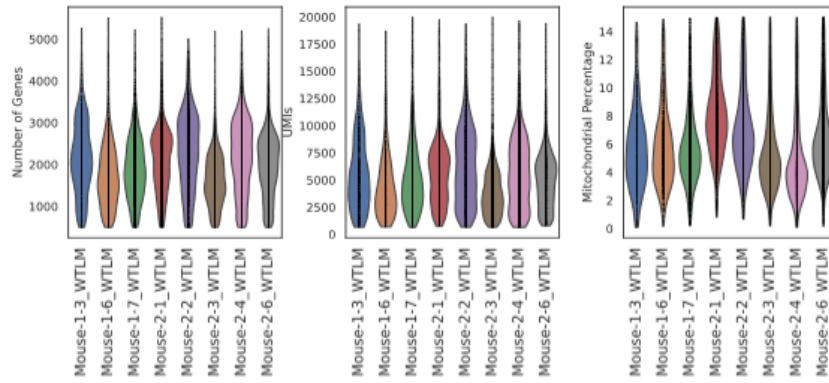 Number of Genes
5000
4000
3000
2000
1000
Mouse-1-3_WTLM
Mouse-1-6_WTLM
Mouse-1-7_WTLM
Mouse-2-1_WTLM
Mouse-2-2_WTLM
Mouse-2-3_WTLM
Mouse-2-4_WTLM
Mouse-2-6_WTLM
UMIs
20000
17500
15000
12500
10000
7500
5000
2500
0
Mouse-1-3_WTLM
Mouse-1-6_WTLM
Mouse-1-7_WTLM
Mouse-2-1_WTLM
Mouse-2-2_WTLM
Mouse-2-3_WTLM
Mouse-2-4_WTLM
Mouse-2-6_WTLM
Mitochondrial Percentage
14
12
10
8
6
4
2
0
Mouse-1-3_WTLM
Mouse-1-6_WTLM
Mouse-1-7_WTLM
Mouse-2-1_WTLM
Mouse-2-2_WTLM
Mouse-2-3_WTLM
Mouse-2-4_WTLM
Mouse-2-6_WTLM